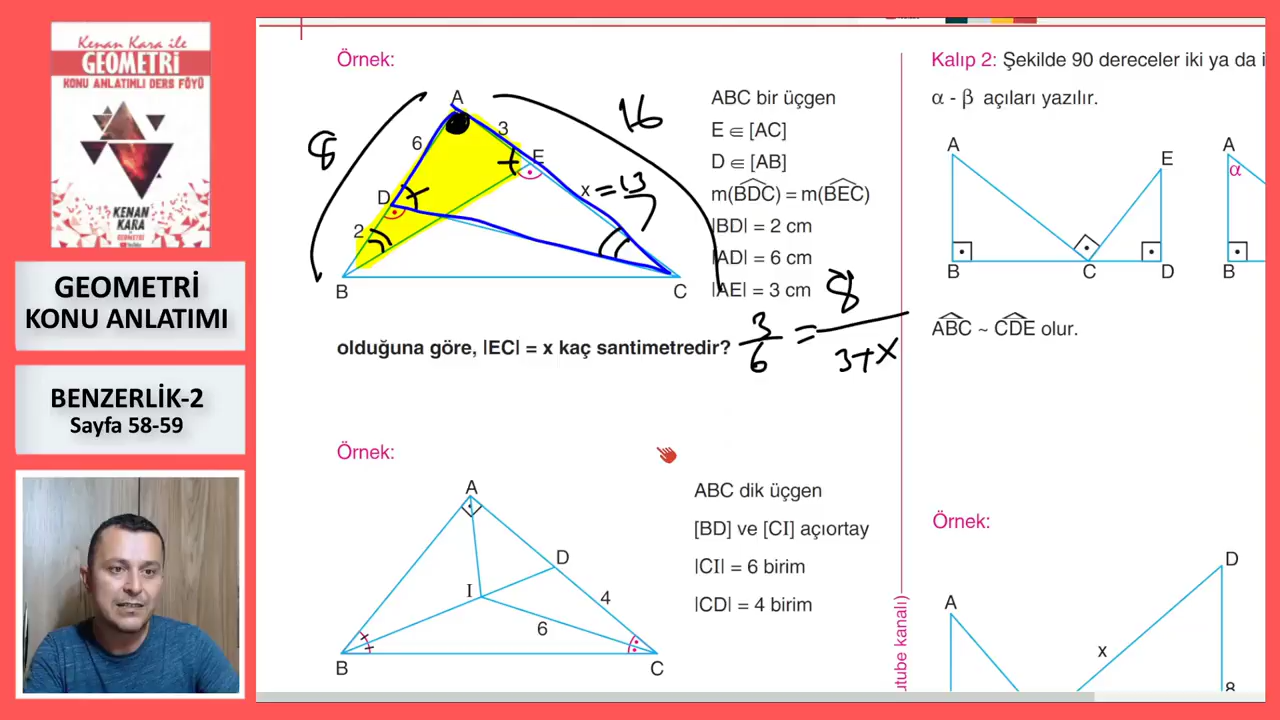 Kenan Kara ile
GEOMETRİ
KONU ANLATIMLI DERS FÖYÜ
KENAN
KARA
GEOMETRİ
KONU ANLATIMI
BENZERLİK-2
Sayfa 58-59
Örnek:
A
8
6
3
16
E
D
x = 13
2
B
C
ABC bir üçgen
E ∈ [AC]
D ∈ [AB]
m(BDC) = m(BEC)
|BD| = 2 cm
|AD| = 6 cm
|AE| = 3 cm
olduğuna göre, |EC| = x kaç santimetredir?
3/6 = 8/(3+x)
Örnek:
A
D
I
4
6
B
C
ABC dik üçgen
[BD] ve [CI] açıortay
|CI| = 6 birim
|CD| = 4 birim
utube kanalı)
Kalıp 2: Şekilde 90 dereceler iki ya da i
α - β açıları yazılır.
A
E
B
C
D
A
α
B
ABC ~ CDE olur.
Örnek:
D
A
x
8